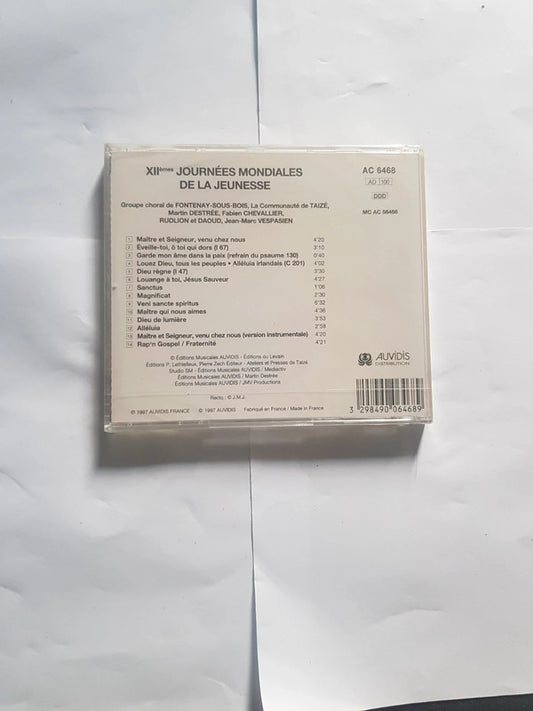 XIIèmes JOURNÉES MONDIALES
DE LA JEUNESSE
AC 6468
AD 100
DDD
MC AC 56468
Groupe choral de FONTENAY-SOUS-BOIS, La Communauté de TAIZÉ,
Martin DESTRÉE, Fabien CHEVALLIER,
RUDLION et DAOUD, Jean-Marc VESPASIEN
1 Maître et Seigneur, venu chez nous 4'20
2 Éveille-toi, ô toi qui dors (I 67) 3'10
3 Garde mon âme dans la paix (refrain du psaume 130) 0'40
4 Louez Dieu, tous les peuples • Alléluia irlandais (C 201) 4'02
5 Dieu règne (I 47) 3'30
6 Louange à toi, Jésus Sauveur 4'27
7 Sanctus 1'06
8 Magnificat 2'30
9 Veni sancte spiritus 6'32
10 Maître qui nous aimes 4'36
11 Dieu de lumière 3'53
12 Alléluia 2'58
13 Maître et Seigneur, venu chez nous (version instrumentale) 4'20
14 Rap'n Gospel / Fraternité 4'21
© Éditions Musicales AUVIDIS - Éditions du Levain
Éditions P. Lethielleux, Pierre Zech Éditeur - Ateliers et Presses de Taizé
Studio SM - Éditions Musicales AUVIDIS / Mediactiv
Éditions Musicales AUVIDIS / Martin Destrée
Éditions Musicales AUVIDIS / JMV Productions
AUVIDIS
DISTRIBUTION
Recto : © J.M.J.
℗ 1997 AUVIDIS FRANCE © 1997 AUVIDIS Fabriqué en France / Made in France
3 298490 064689